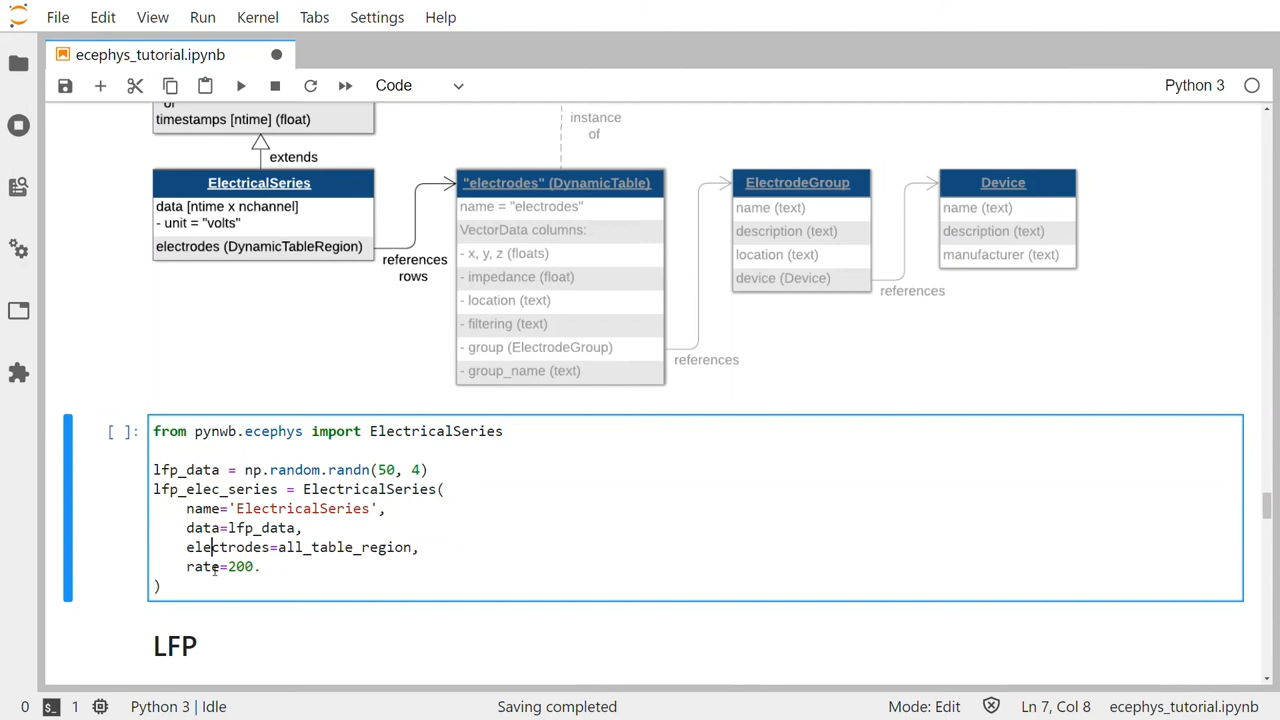 File Edit View Run Kernel Tabs Settings Help
ecephys_tutorial.ipynb
Code
Python 3
or
timestamps [ntime] (float)
instance
of
extends
ElectricalSeries
data [ntime x nchannel]
- unit = "volts"
electrodes (DynamicTableRegion)
references
rows
"electrodes" (DynamicTable)
name = "electrodes"
VectorData columns:
- x, y, z (floats)
- impedance (float)
- location (text)
- filtering (text)
- group (ElectrodeGroup)
- group_name (text)
references
ElectrodeGroup
name (text)
description (text)
location (text)
device (Device)
references
Device
name (text)
description (text)
manufacturer (text)
[ ]:
from pynwb.ecephys import ElectricalSeries
lfp_data = np.random.randn(50, 4)
lfp_elec_series = ElectricalSeries(
name='ElectricalSeries',
data=lfp_data,
electrodes=all_table_region,
rate=200.
)
LFP
0 1 Python 3 | Idle Saving completed Mode: Edit Ln 7, Col 8 ecephys_tutorial.ipynb